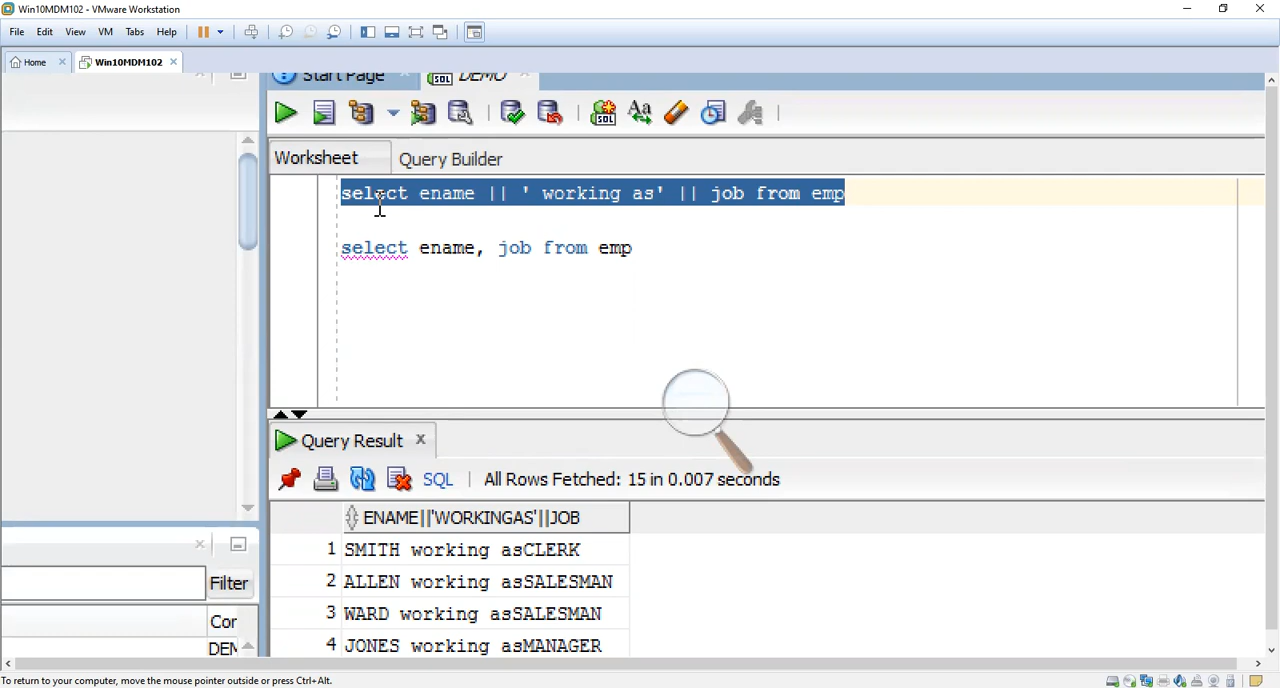 Win10MDM102 - VMware Workstation
File Edit View VM Tabs Help
Home Win10MDM102
Start Page DEMO
Worksheet Query Builder
select ename || ' working as' || job from emp
select ename, job from emp
Query Result
SQL All Rows Fetched: 15 in 0.007 seconds
ENAME||'WORKINGAS'||JOB
1 SMITH working asCLERK
2 ALLEN working asSALESMAN
3 WARD working asSALESMAN
4 JONES working asMANAGER
Filter
Cor
DEM
To return to your computer, move the mouse pointer outside or press Ctrl+Alt.